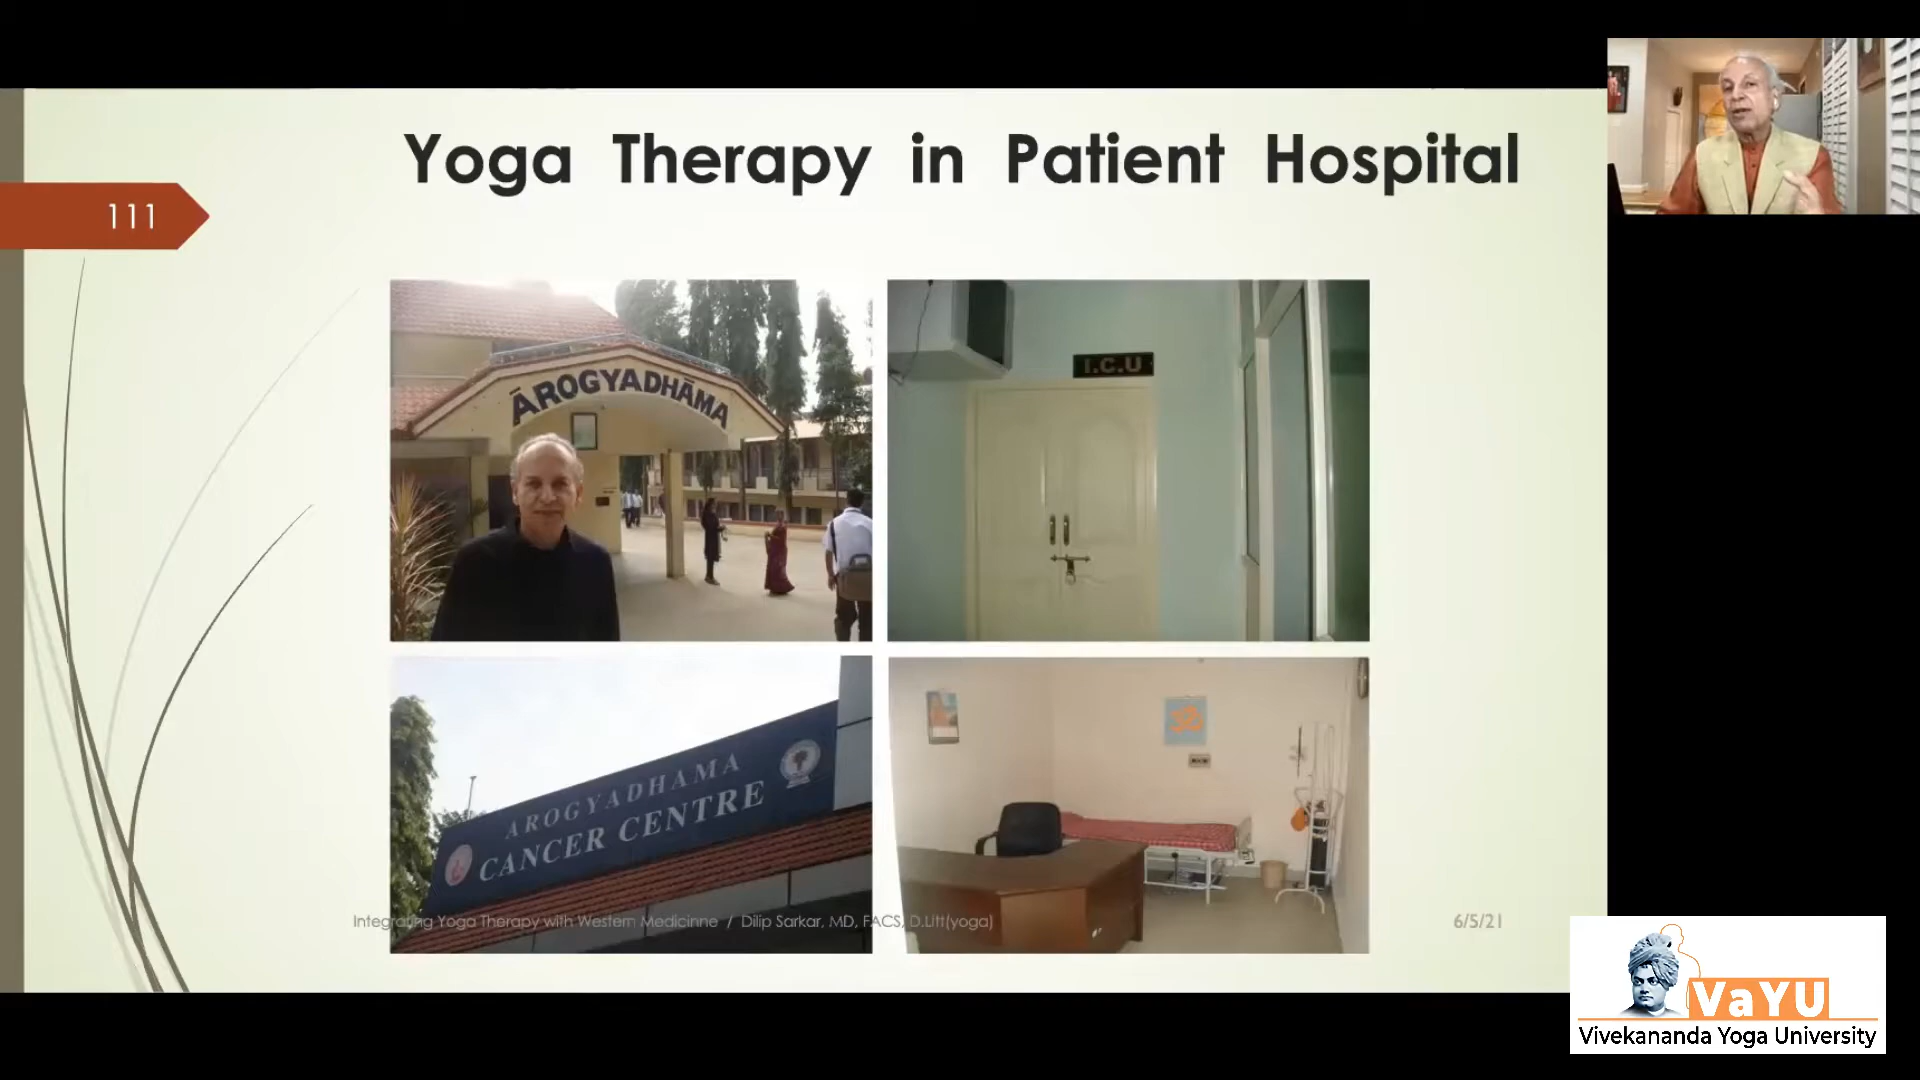 Yoga Therapy in Patient Hospital
111
ĀROGYADHĀMA
I.C.U
AROGYADHAMA
CANCER CENTRE
ॐ
Integrating Yoga Therapy with Western Medicinne / Dilip Sarkar, MD, FACS, D.Litt(yoga)
6/5/21
VaYU
Vivekananda Yoga University